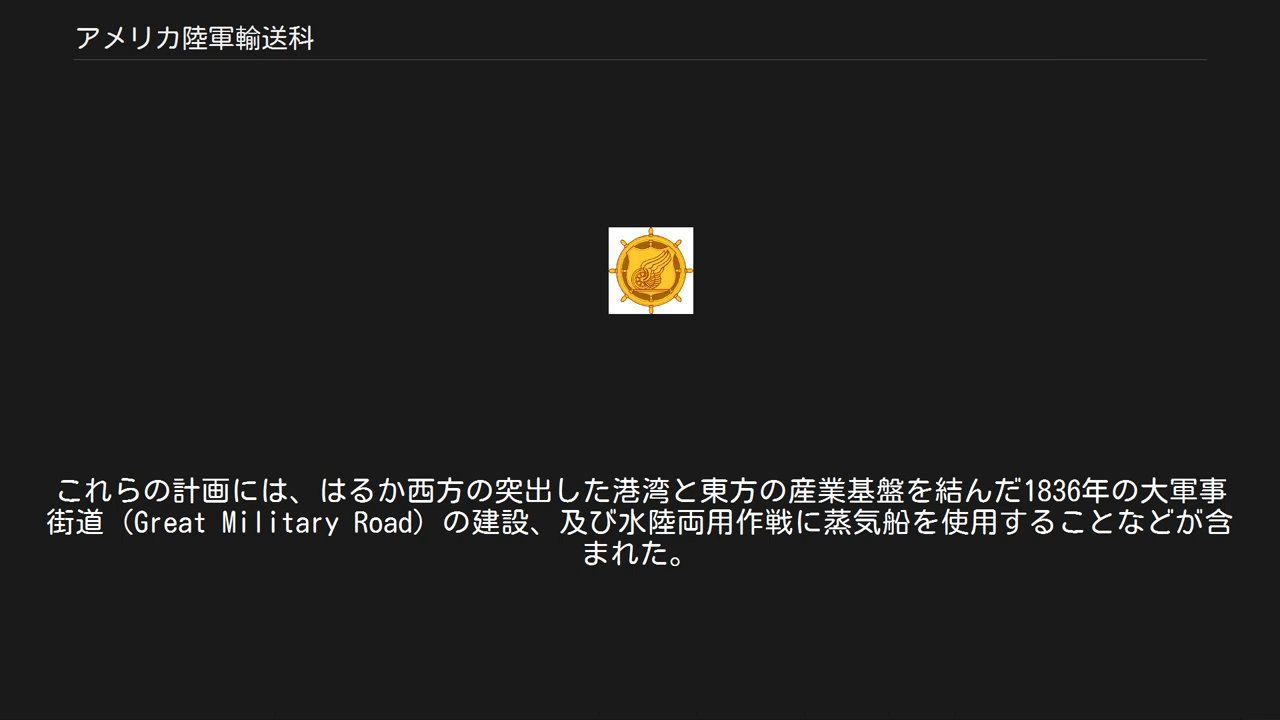 アメリカ陸軍輸送科
これらの計画には、はるか西方の突出した港湾と東方の産業基盤を結んだ1836年の大軍事
街道（Great Military Road）の建設、及び水陸両用作戦に蒸気船を使用することなどが含
まれた。